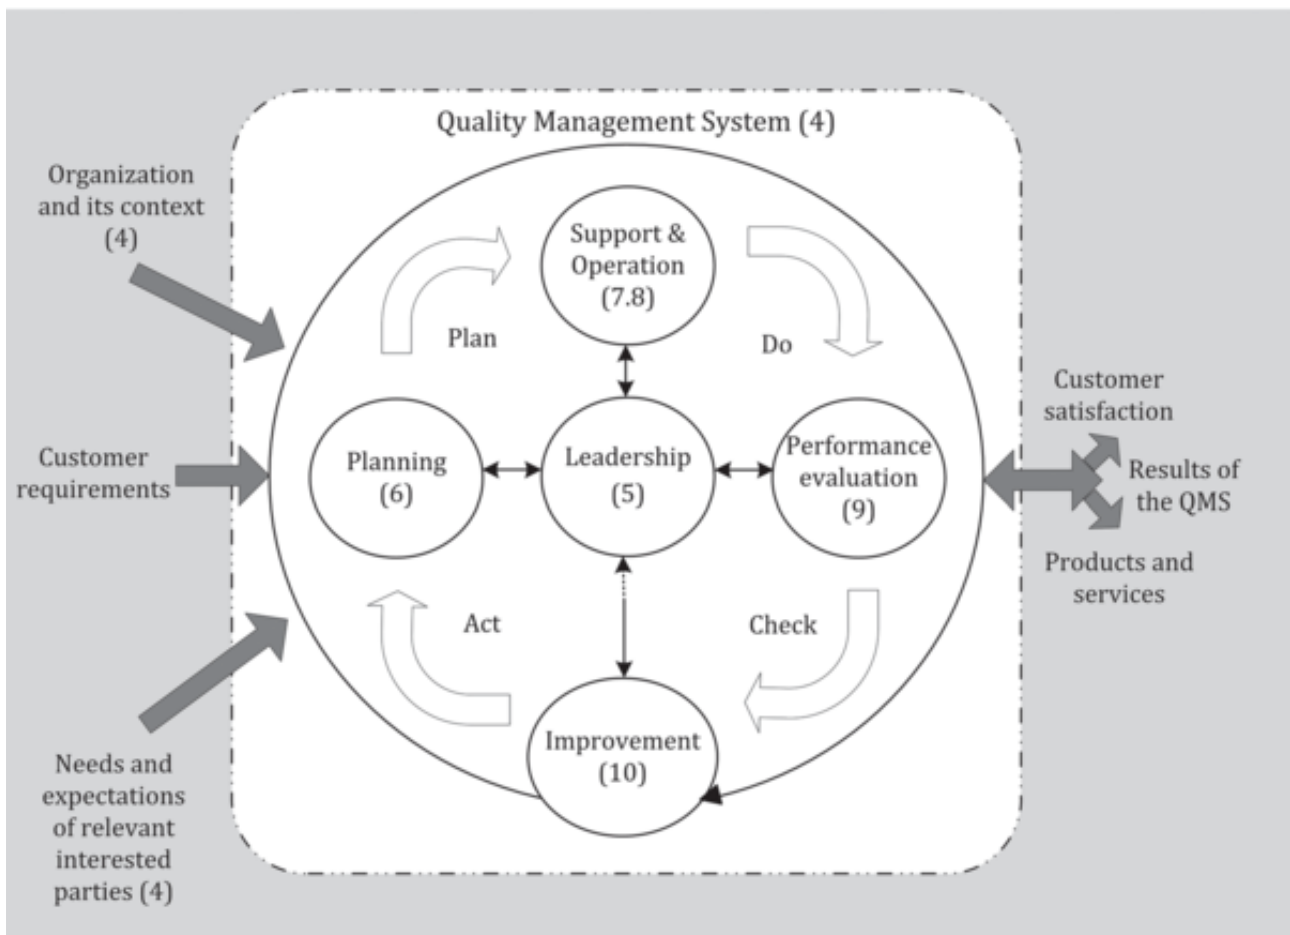 Quality Management System (4)
Organization
and its context
(4)
Support &
Operation
(7.8)
Plan
Do
Customer
satisfaction
Customer
requirements
Planning
(6)
Leadership
(5)
Performance
evaluation
(9)
Results of
the QMS
Products and
services
Act
Check
Improvement
(10)
Needs and
expectations
of relevant
interested
parties (4)